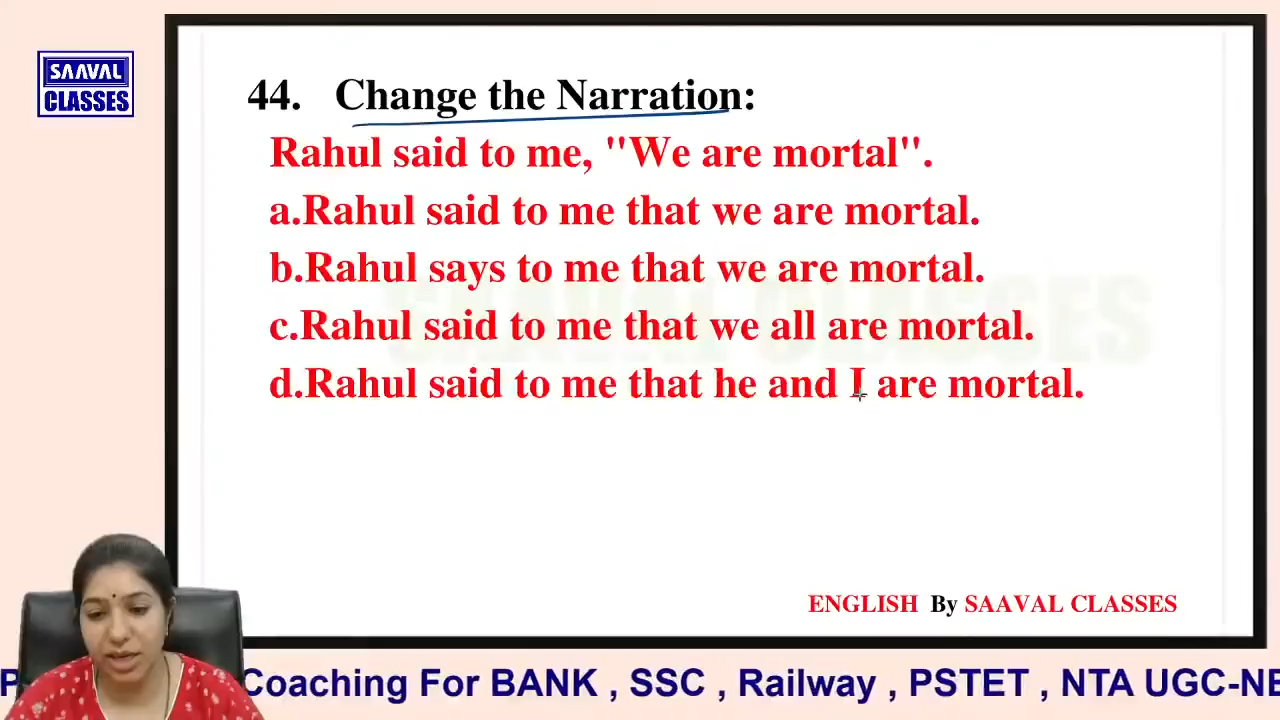 SAAVAL
CLASSES
44. Change the Narration:
Rahul said to me, "We are mortal".
a.Rahul said to me that we are mortal.
b.Rahul says to me that we are mortal.
c.Rahul said to me that we all are mortal.
d.Rahul said to me that he and I are mortal.
SAAVAL CLASSES
ENGLISH By SAAVAL CLASSES
Coaching For BANK , SSC , Railway , PSTET , NTA UGC-NE